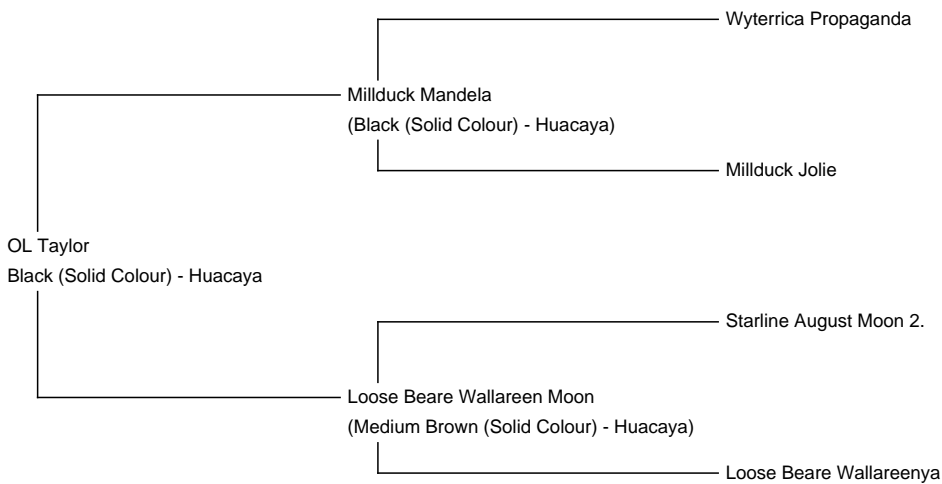 Wyterrica Propaganda
Millduck Mandela
(Black (Solid Colour) - Huacaya)
Millduck Jolie
OL Taylor
Black (Solid Colour) - Huacaya
Starline August Moon 2.
Loose Beare Wallareen Moon
(Medium Brown (Solid Colour) - Huacaya)
Loose Beare Wallareenya